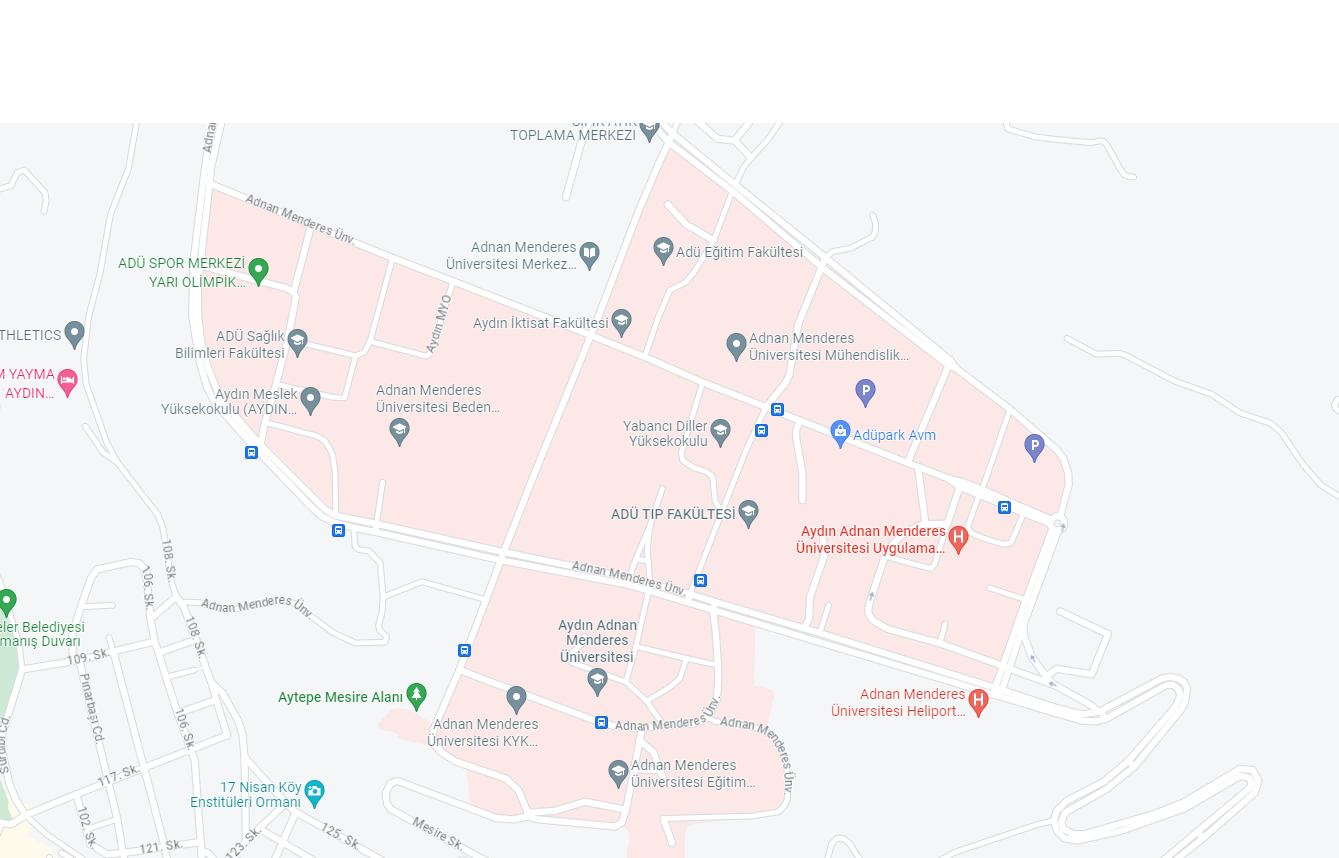 TOPLAMA MERKEZI
Adnan
Adnan Menderes Ünv.
Adnan Menderes
Üniversitesi Merkez...
Adü Eğitim Fakültesi
ADÜ SPOR MERKEZİ
YARI OLİMPİK...
Aydın MYO
Aydın İktisat Fakültesi
THLETICS
ADÜ Sağlık
Bilimleri Fakültesi
Adnan Menderes
Üniversitesi Mühendislik...
M YAYMA
AYDIN...
Aydın Meslek
Yüksekokulu (AYDIN...
Adnan Menderes
Üniversitesi Beden...
P
Yabancı Diller
Yüksekokulu
Adüpark Avm
P
ADÜ TIP FAKÜLTESİ
Aydın Adnan Menderes
Üniversitesi Uygulama...
H
Adnan Menderes Ünv.
108. Sk.
106. Sk.
Adnan Menderes Ünv.
eler Belediyesi
manış Duvarı
108. Sk.
109. Sk.
Aydın Adnan
Menderes
Üniversitesi
Pınarbaşı Cd.
106. Sk.
Aytepe Mesire Alanı
Adnan Menderes
Üniversitesi Heliport...
H
Adnan Menderes
Üniversitesi KYK...
Adnan Menderes Ünv.
Adnan Menderes Ünv.
Adnan Menderes
Üniversitesi Eğitim...
117. Sk.
17 Nisan Köy
Enstitüleri Ormanı
102. Sk.
121. Sk.
123. Sk.
125. Sk.
Mesire Sk.